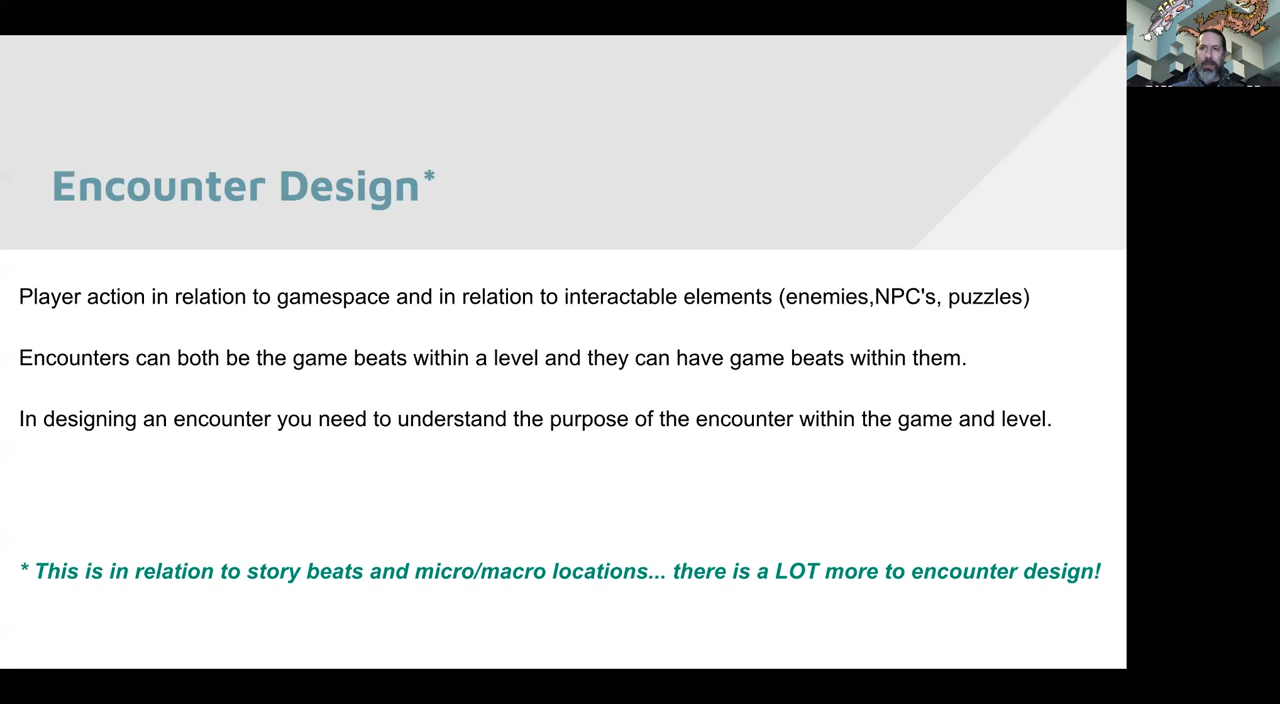 Encounter Design*
Player action in relation to gamespace and in relation to interactable elements (enemies,NPC's, puzzles)
Encounters can both be the game beats within a level and they can have game beats within them.
In designing an encounter you need to understand the purpose of the encounter within the game and level.
* This is in relation to story beats and micro/macro locations... there is a LOT more to encounter design!